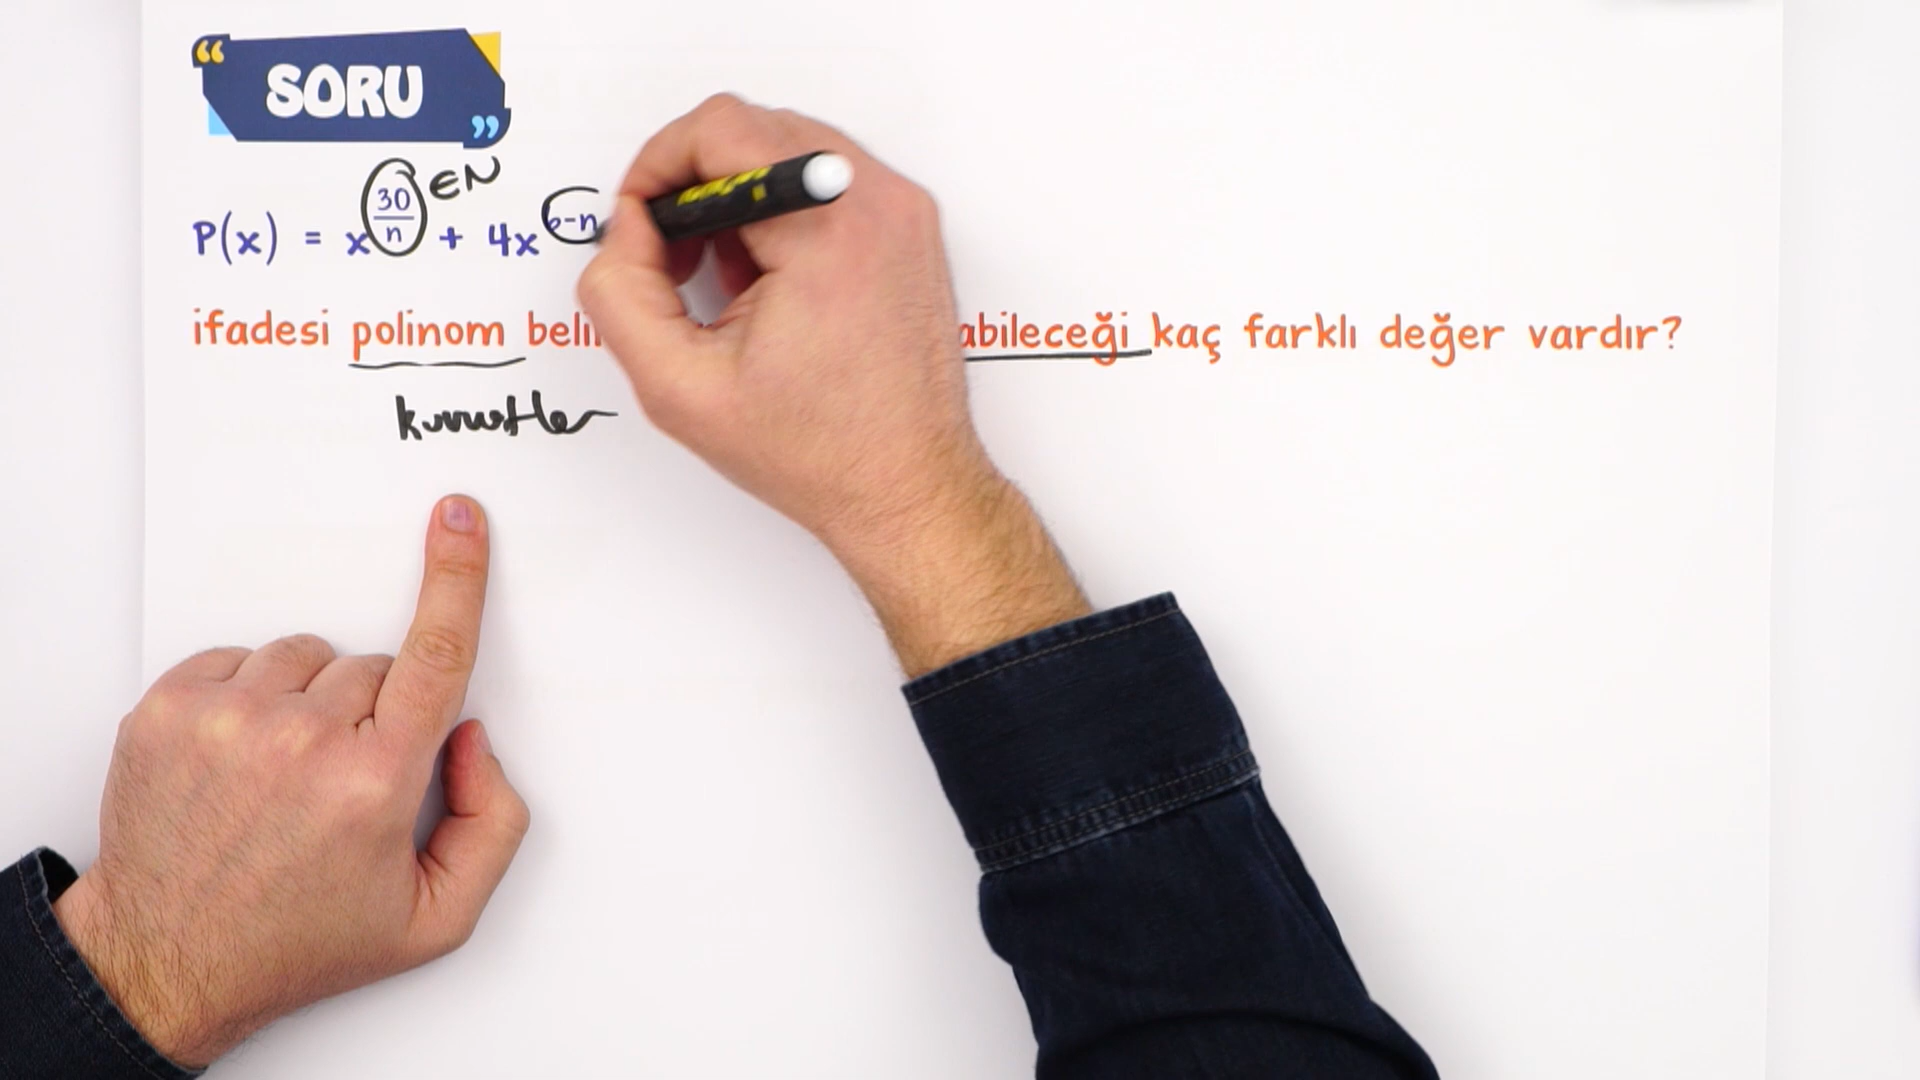 “ SORU ”
P(x) = x^(30/n) ∈N + 4x^(6-n)
ifadesi polinom beli abileceği kaç farklı değer vardır?
kuvvetler